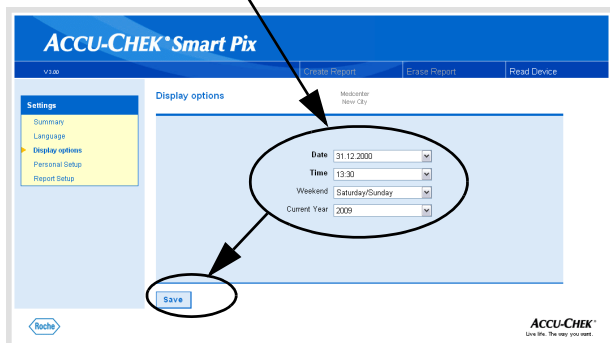 ACCU-CHEK® Smart Pix
V3.00
Create Report Erase Report Read Device
Settings
Summary
Language
Display options
Personal Setup
Report Setup
Display options
Medcenter
New City
Date 31.12.2000
Time 13:30
Weekend Saturday/Sunday
Current Year 2009
Save
Roche
ACCU-CHEK®
Live life. The way you want.